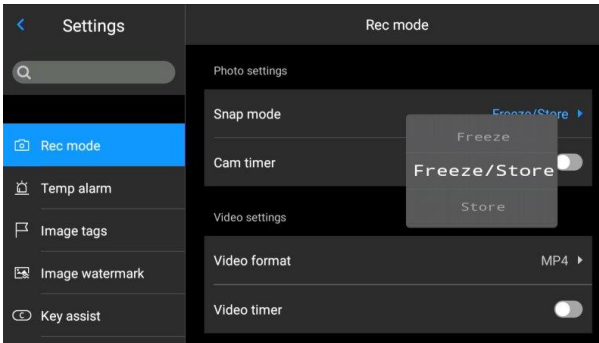 Settings
Rec mode
Temp alarm
Image tags
Image watermark
Key assist
Rec mode
Photo settings
Snap mode
Freeze/Store
Freeze
Freeze/Store
Store
Cam timer
Video settings
Video format MP4
Video timer